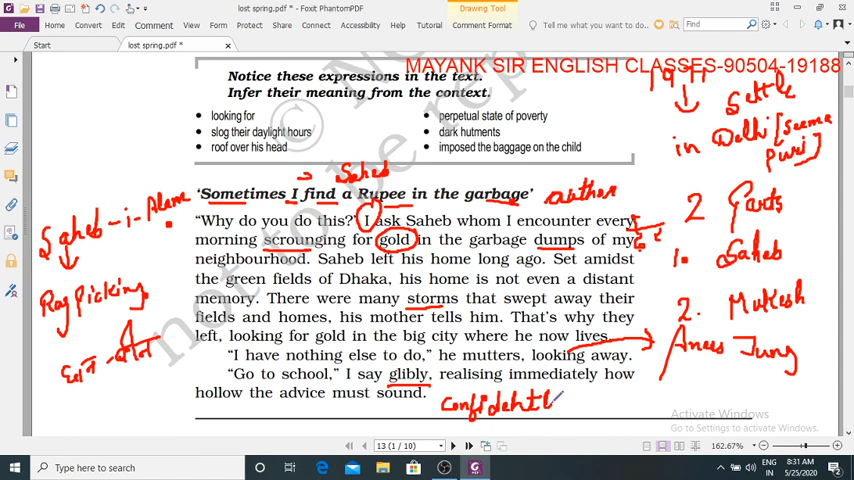 lost spring.pdf * - Foxit PhantomPDF
Drawing Tool
File Home Convert Edit Comment View Form Protect Share Accessibility Help Tutorial Comment Format Tell me what you want to do... Find
Start lost spring.pdf *
MAYANK SIR ENGLISH CLASSES-90504-19188
Notice these expressions in the text.
Infer their meaning from the context.
• looking for • perpetual state of poverty
• slog their daylight hours • dark hutments
• roof over his head • imposed the baggage on the child
© not to be rep
1971
Settle
in Delhi [Seema
Puri]
2 Parts
1. Saheb
2. Mukesh
Anees Jung
Saheb
author
Saheb-i-Alam
Rag Picking
'Sometimes I find a Rupee in the garbage'
"Why do you do this?" I ask Saheb whom I encounter every
morning scrounging for gold in the garbage dumps of my
neighbourhood. Saheb left his home long ago. Set amidst
the green fields of Dhaka, his home is not even a distant
memory. There were many storms that swept away their
fields and homes, his mother tells him. That's why they
left, looking for gold in the big city where he now lives.
"I have nothing else to do," he mutters, looking away.
"Go to school," I say glibly, realising immediately how
hollow the advice must sound.
Confidentl
Activate Windows
Go to Settings to activate Windows.
13 (1 / 10) 162.67%
ENG 8:31 AM
IN 5/25/2020 2